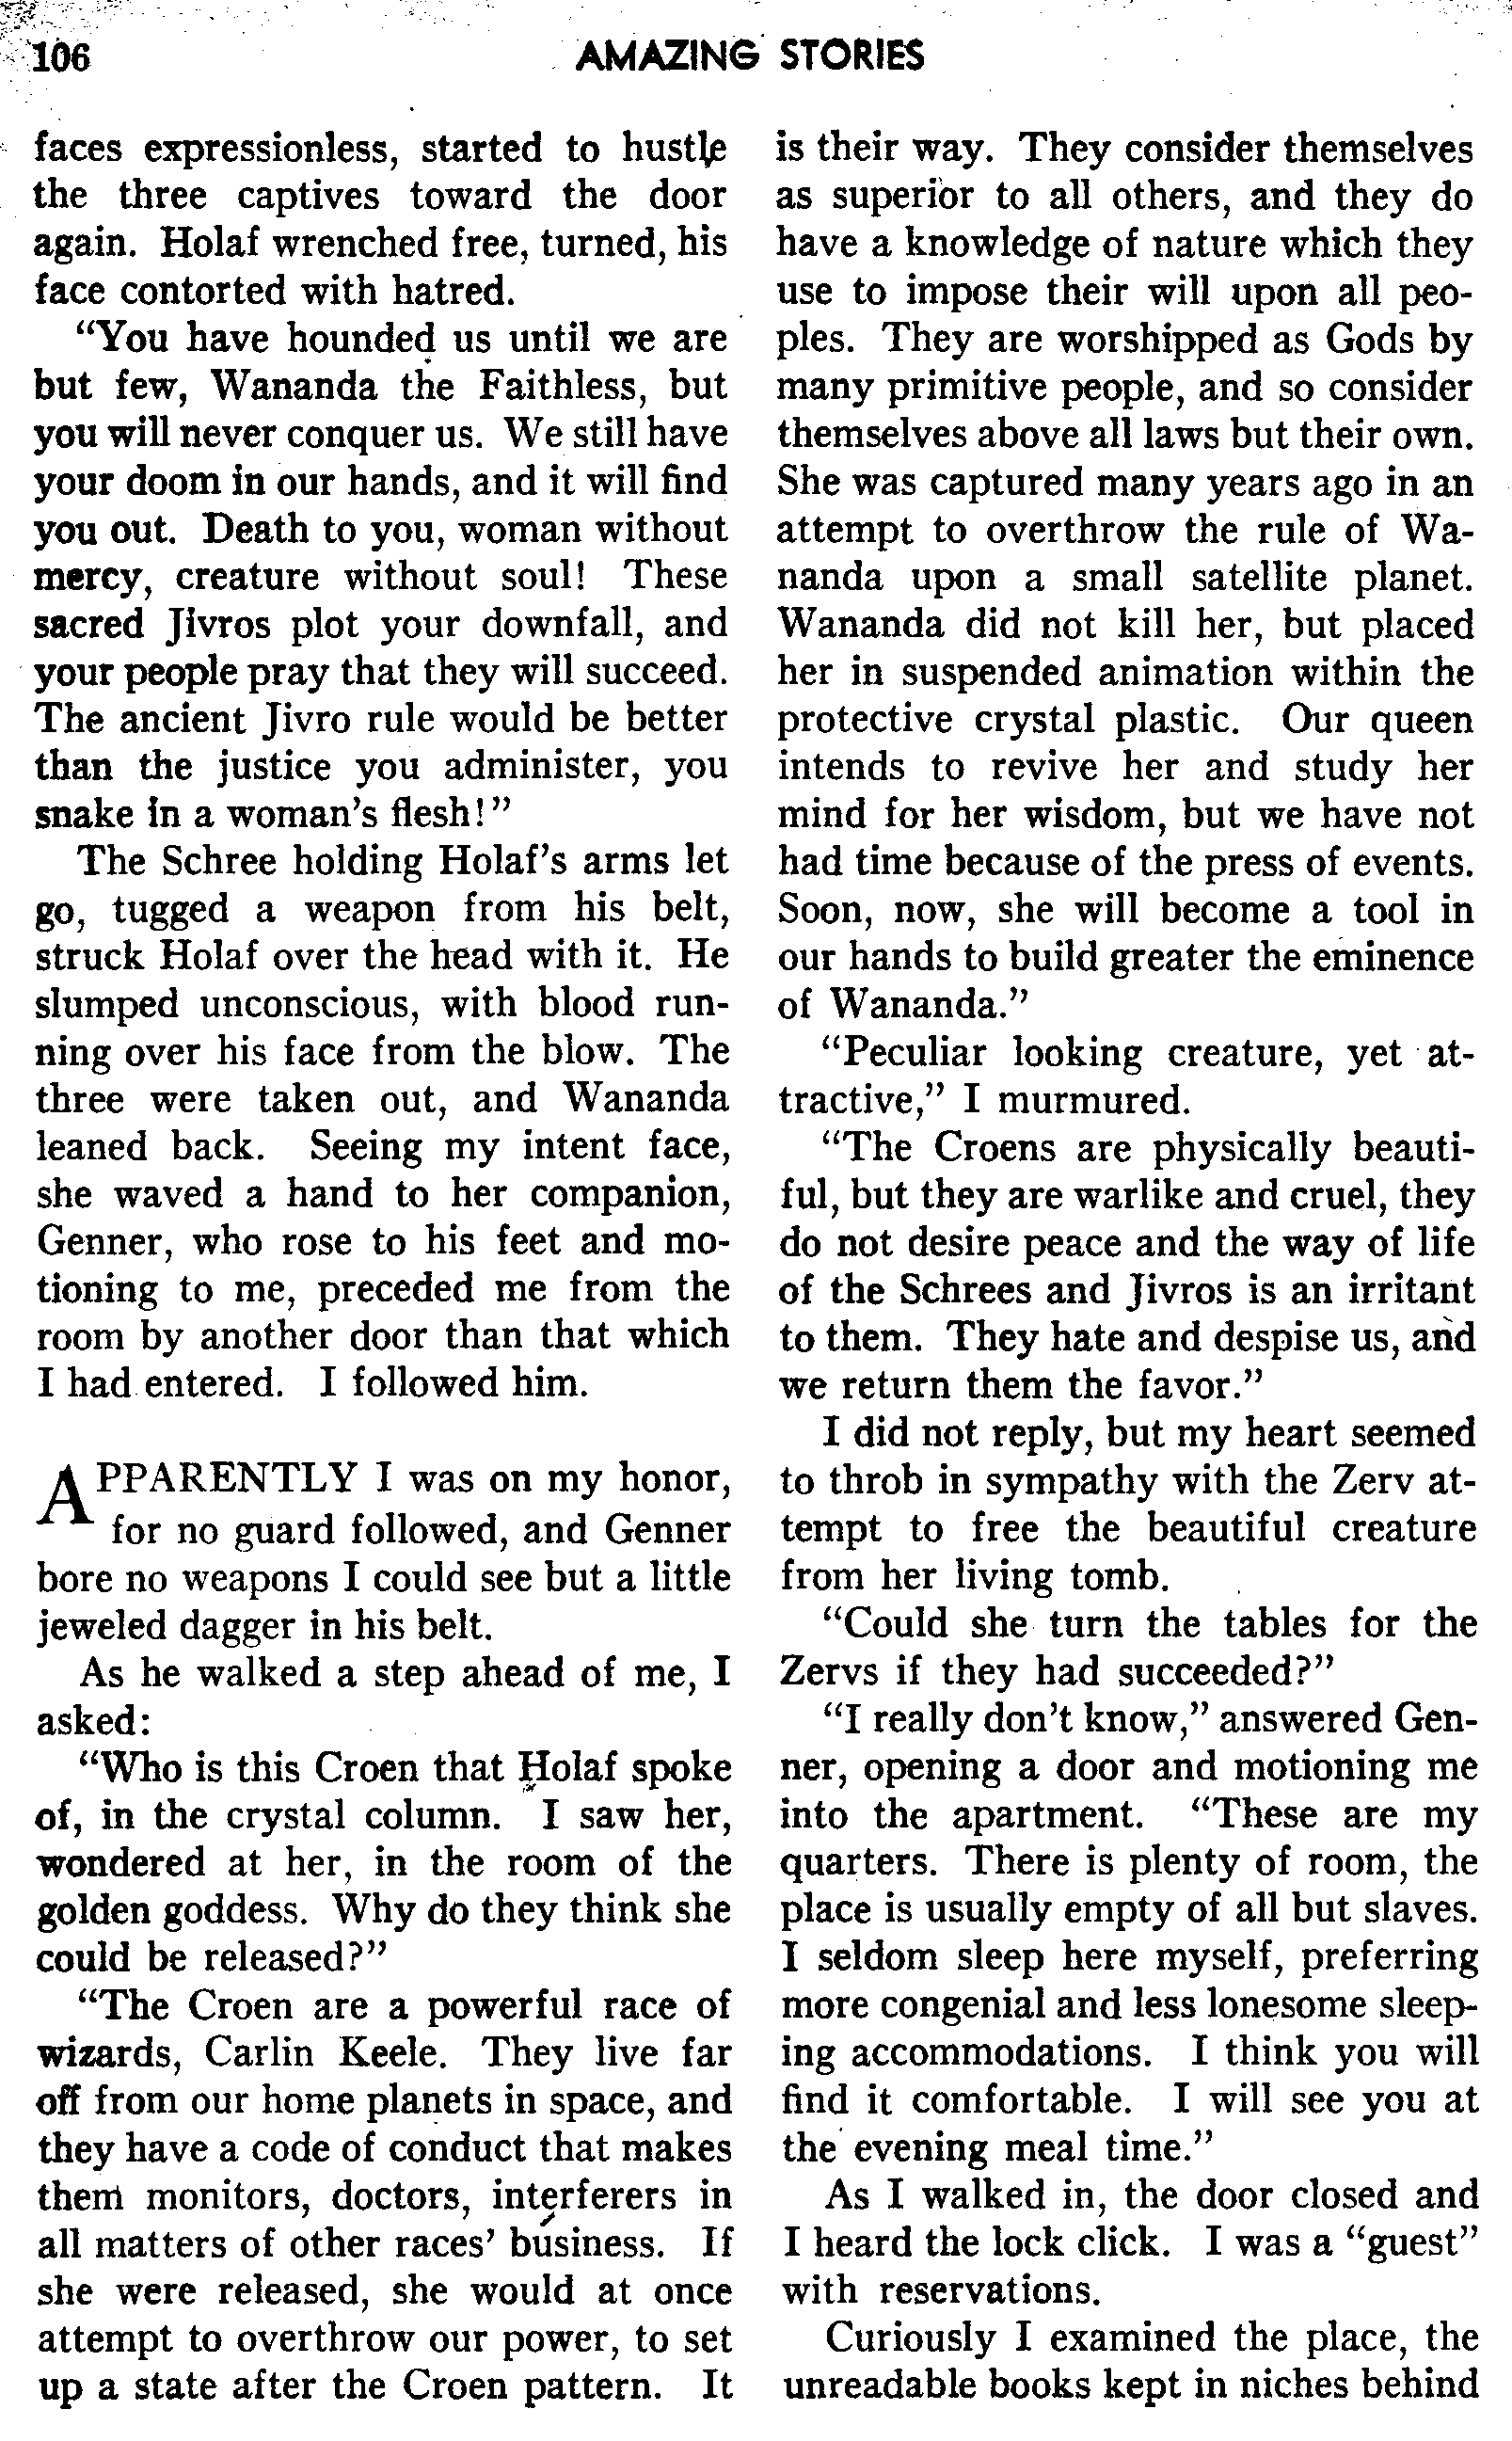 106
AMAZING STORIES
faces expressionless, started to hustle
the three captives toward the door
again. Holaf wrenched free, turned, his
face contorted with hatred.
“You have hounded us until we are
but few, Wananda the Faithless, but
you will never conquer us. We still have
your doom in our hands, and it will find
you out. Death to you, woman without
mercy, creature without soul! These
sacred Jivros plot your downfall, and
your people pray that they will succeed.
The ancient Jivro rule would be better
than the justice you administer, you
snake in a woman's flesh!”
The Schree holding Holaf's arms let
go, tugged a weapon from his belt,
struck Holaf over the head with it. He
slumped unconscious, with blood run-
ning over his face from the blow. The
three were taken out, and Wananda
leaned back. Seeing my intent face,
she waved a hand to her companion,
Genner, who rose to his feet and mo-
tioning to me, preceded me from the
room by another door than that which
I had entered. I followed him.
APPARENTLY I was on my honor,
for no guard followed, and Genner
bore no weapons I could see but a little
jeweled dagger in his belt.
As he walked a step ahead of me, I
asked:
“Who is this Croen that Holaf spoke
of, in the crystal column. I saw her,
wondered at her, in the room of the
golden goddess. Why do they think she
could be released?”
“The Croen are a powerful race of
wizards, Carlin Keele. They live far
off from our home planets in space, and
they have a code of conduct that makes
them monitors, doctors, interferers in
all matters of other races' business. If
she were released, she would at once
attempt to overthrow our power, to set
up a state after the Croen pattern. It
is their way. They consider themselves
as superior to all others, and they do
have a knowledge of nature which they
use to impose their will upon all peo-
ples. They are worshipped as Gods by
many primitive people, and so consider
themselves above all laws but their own.
She was captured many years ago in an
attempt to overthrow the rule of Wa-
nanda upon a small satellite planet.
Wananda did not kill her, but placed
her in suspended animation within the
protective crystal plastic. Our queen
intends to revive her and study her
mind for her wisdom, but we have not
had time because of the press of events.
Soon, now, she will become a tool in
our hands to build greater the eminence
of Wananda.”
“Peculiar looking creature, yet at-
tractive,” I murmured.
“The Croens are physically beauti-
ful, but they are warlike and cruel, they
do not desire peace and the way of life
of the Schrees and Jivros is an irritant
to them. They hate and despise us, and
we return them the favor.”
I did not reply, but my heart seemed
to throb in sympathy with the Zerv at-
tempt to free the beautiful creature
from her living tomb.
“Could she turn the tables for the
Zervs if they had succeeded?”
“I really don't know,” answered Gen-
ner, opening a door and motioning me
into the apartment. “These are my
quarters. There is plenty of room, the
place is usually empty of all but slaves.
I seldom sleep here myself, preferring
more congenial and less lonesome sleep-
ing accommodations. I think you will
find it comfortable. I will see you at
the evening meal time.”
As I walked in, the door closed and
I heard the lock click. I was a “guest”
with reservations.
Curiously I examined the place, the
unreadable books kept in niches behind